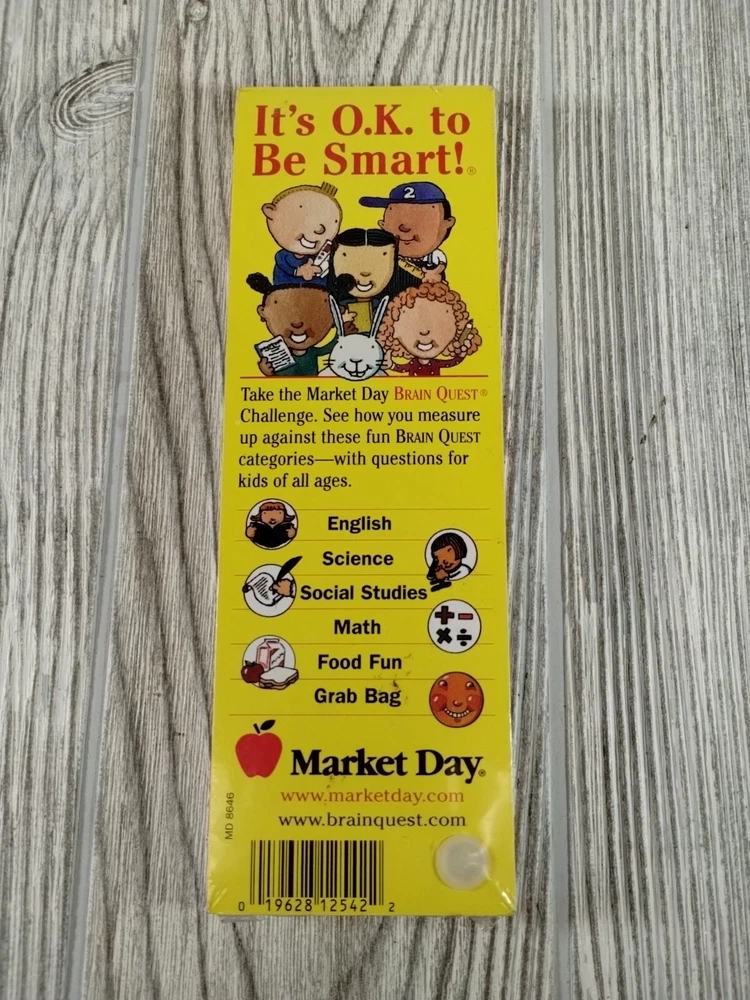 It's O.K. to
Be Smart!®
2
Take the Market Day BRAIN QUEST®
Challenge. See how you measure
up against these fun BRAIN QUEST
categories—with questions for
kids of all ages.
English
Science
Social Studies
Math
Food Fun
Grab Bag
Market Day®
www.marketday.com
www.brainquest.com
MD 8646
0 19628 12542 2